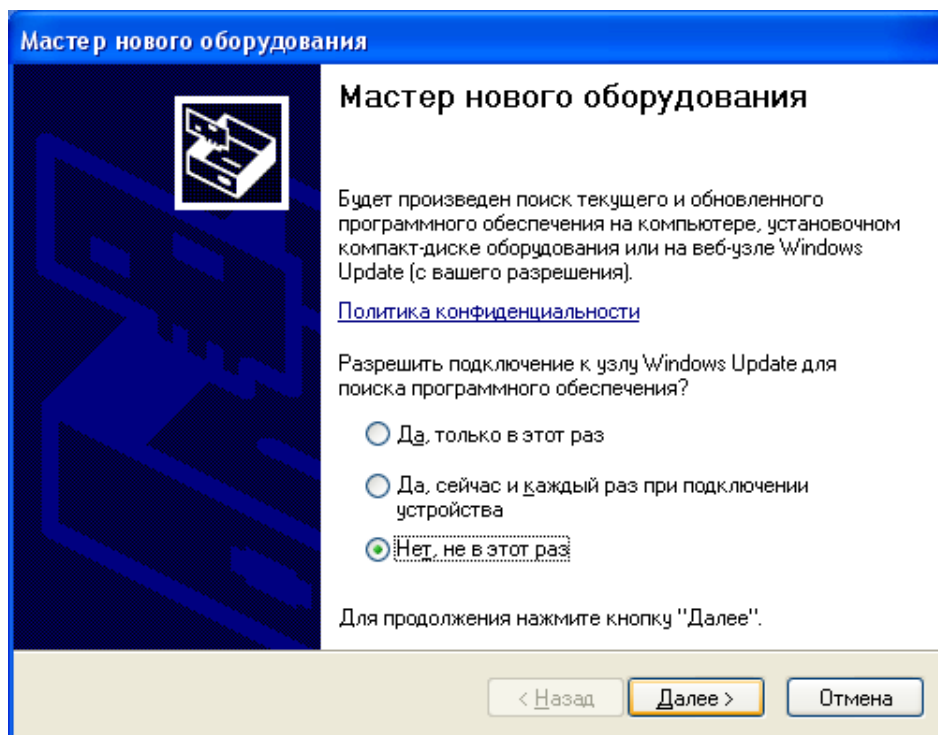 Мастер нового оборудования
Мастер нового оборудования
Будет произведен поиск текущего и обновленного
программного обеспечения на компьютере, установочном
компакт-диске оборудования или на веб-узле Windows
Update (с вашего разрешения).
Политика конфиденциальности
Разрешить подключение к узлу Windows Update для
поиска программного обеспечения?
Да, только в этот раз
Да, сейчас и каждый раз при подключении
устройства
Нет, не в этот раз
Для продолжения нажмите кнопку "Далее".
< Назад Далее > Отмена